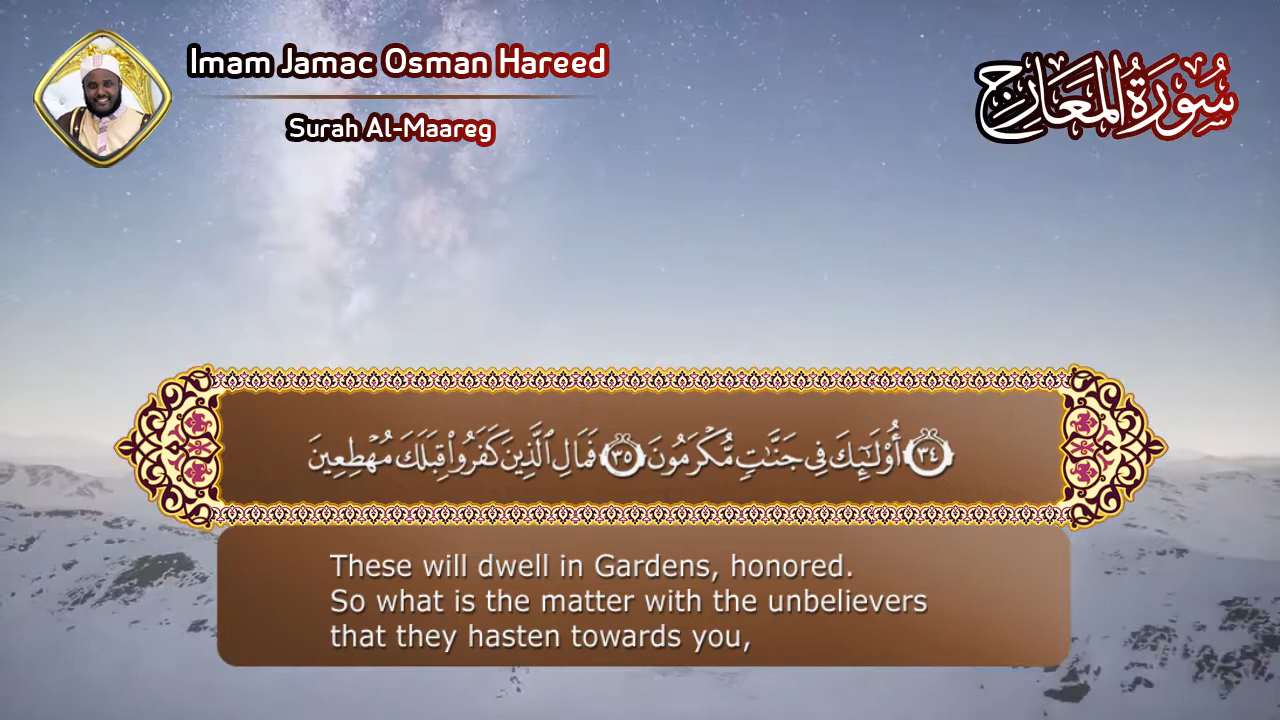 Imam Jamac Osman Hareed
Surah Al-Maareg
سُورَةُ المَعَارِج
٣٤ أُوْلَـٰٓئِكَ فِى جَنَّـٰتٍ مُّكْرَمُونَ ٣٥ فَمَالِ ٱلَّذِينَ كَفَرُوا۟ قِبَلَكَ مُهْطِعِينَ
These will dwell in Gardens, honored.
So what is the matter with the unbelievers
that they hasten towards you,